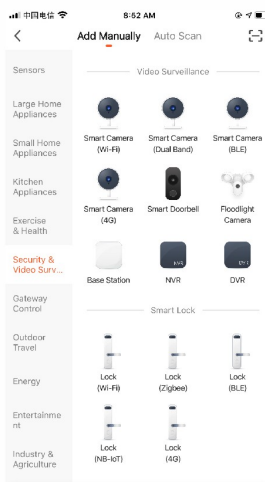 中国电信
8:52 AM
Add Manually
Auto Scan
Sensors
Large Home
Appliances
Small Home
Appliances
Kitchen
Appliances
Exercise
& Health
Security &
Video Surv...
Gateway
Control
Outdoor
Travel
Energy
Entertainme
nt
Industry &
Agriculture
Video Surveillance
Smart Camera
(Wi-Fi)
Smart Camera
(Dual Band)
Smart Camera
(BLE)
Smart Camera
(4G)
Smart Doorbell
Floodlight
Camera
NVR
DVR
Base Station
NVR
DVR
Smart Lock
Lock
(Wi-Fi)
Lock
(Zigbee)
Lock
(BLE)
Lock
(NB-IoT)
Lock
(4G)